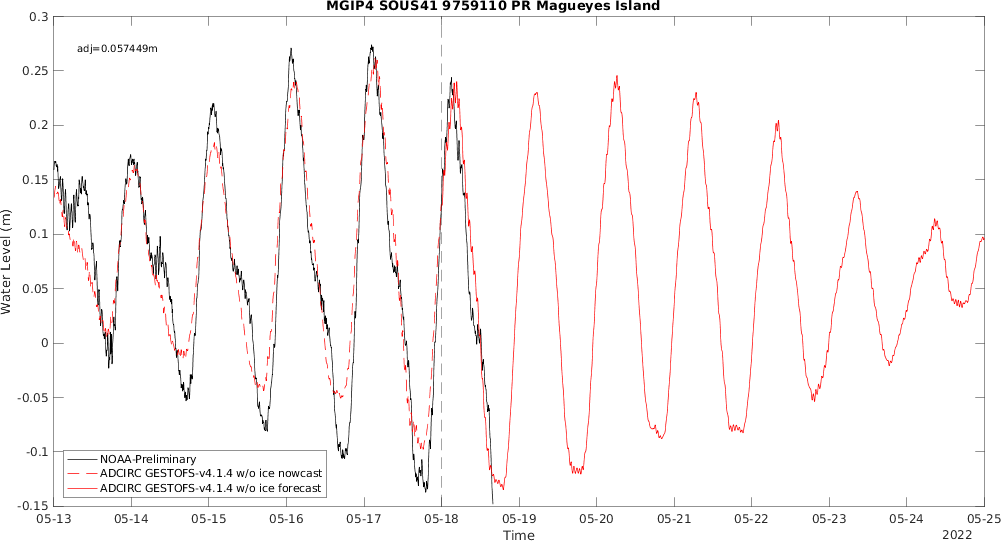 MGIP4 SOUS41 9759110 PR Magueyes Island
adj=0.057449m
0.3
0.25
0.2
0.15
0.1
0.05
0
-0.05
-0.1
-0.15
Water Level (m)
NOAA-Preliminary
ADCIRC GESTOFS-v4.1.4 w/o ice nowcast
ADCIRC GESTOFS-v4.1.4 w/o ice forecast
05-13 05-14 05-15 05-16 05-17 05-18 05-19 05-20 05-21 05-22 05-23 05-24 05-25
Time
2022